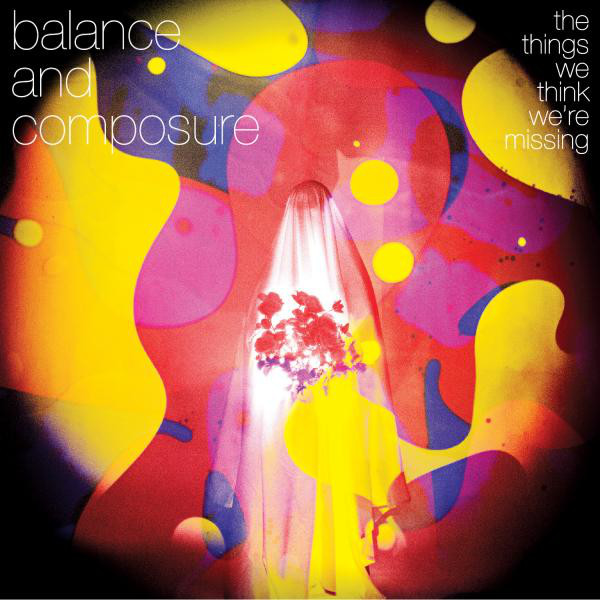 balance
and
composure
the
things
we
think
we're
missing